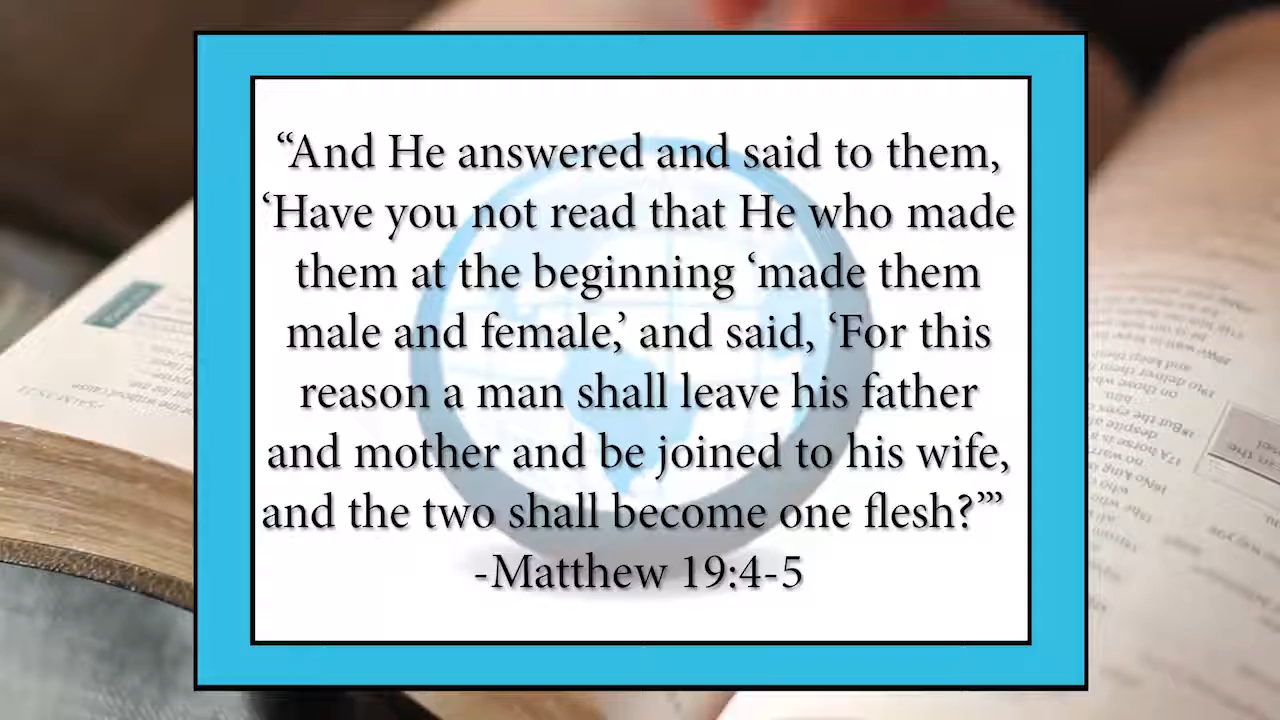 “And He answered and said to them,
‘Have you not read that He who made
them at the beginning ‘made them
male and female,’ and said, ‘For this
reason a man shall leave his father
and mother and be joined to his wife,
and the two shall become one flesh?’”
-Matthew 19:4-5